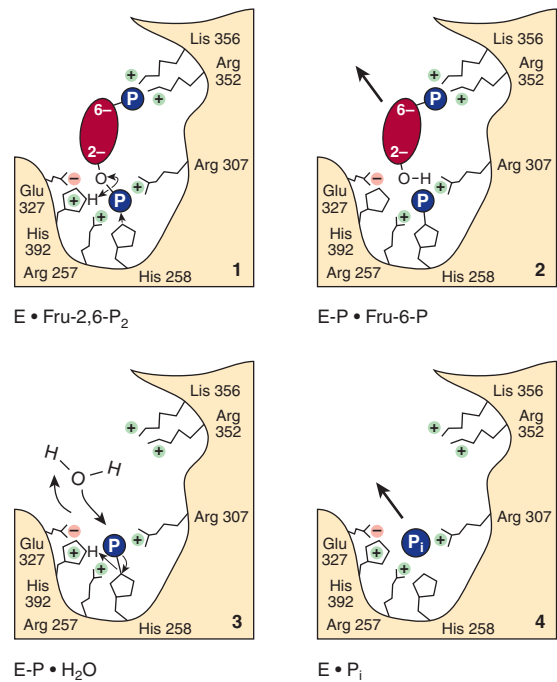 Lis 356
Arg
352
+
P
+
6–
2–
O
Arg 307
Glu
327
–
+
H
+
P
+
His
392
Arg 257
His 258
1
E • Fru-2,6-P₂
Lis 356
Arg
352
+
P
+
6–
2–
O–H
Arg 307
Glu
327
–
P
+
+
His
392
Arg 257
His 258
2
E-P • Fru-6-P
Lis 356
Arg
352
+
+
H
H
O
Arg 307
Glu
327
–
+
H
P
+
+
His
392
Arg 257
His 258
3
E-P • H₂O
Lis 356
Arg
352
+
+
Arg 307
Glu
327
–
+
Pᵢ
+
+
His
392
Arg 257
His 258
4
E • Pᵢ